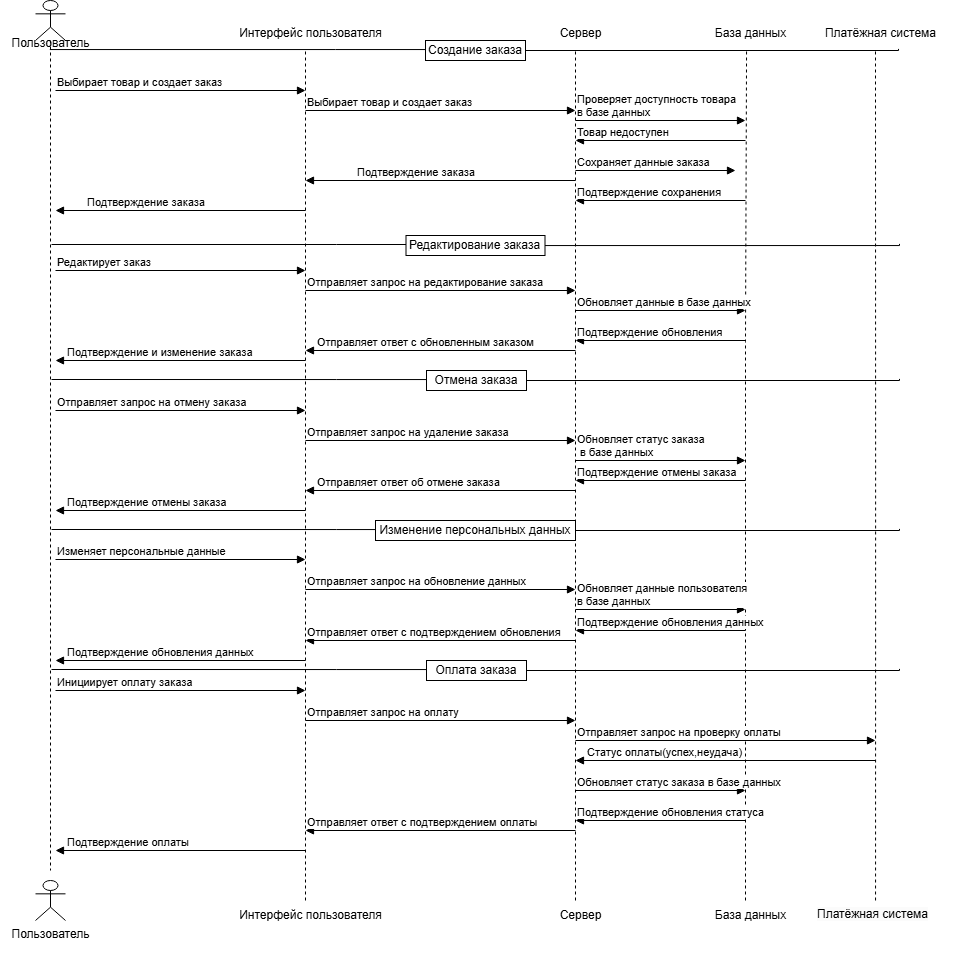 Пользователь
Интерфейс пользователя
Сервер
База данных
Платёжная система
Создание заказа
Выбирает товар и создает заказ
Выбирает товар и создает заказ
Проверяет доступность товара
в базе данных
Товар недоступен
Сохраняет данные заказа
Подтверждение заказа
Подтверждение сохранения
Подтверждение заказа
Редактирование заказа
Редактирует заказ
Отправляет запрос на редактирование заказа
Обновляет данные в базе данных
Подтверждение обновления
Отправляет ответ с обновленным заказом
Подтверждение и изменение заказа
Отмена заказа
Отправляет запрос на отмену заказа
Отправляет запрос на удаление заказа
Обновляет статус заказа
в базе данных
Подтверждение отмены заказа
Отправляет ответ об отмене заказа
Подтверждение отмены заказа
Изменение персональных данных
Изменяет персональные данные
Отправляет запрос на обновление данных
Обновляет данные пользователя
в базе данных
Подтверждение обновления данных
Отправляет ответ с подтверждением обновления
Подтверждение обновления данных
Оплата заказа
Инициирует оплату заказа
Отправляет запрос на оплату
Отправляет запрос на проверку оплаты
Статус оплаты(успех,неудача)
Обновляет статус заказа в базе данных
Подтверждение обновления статуса
Отправляет ответ с подтверждением оплаты
Подтверждение оплаты
Пользователь
Интерфейс пользователя
Сервер
База данных
Платёжная система